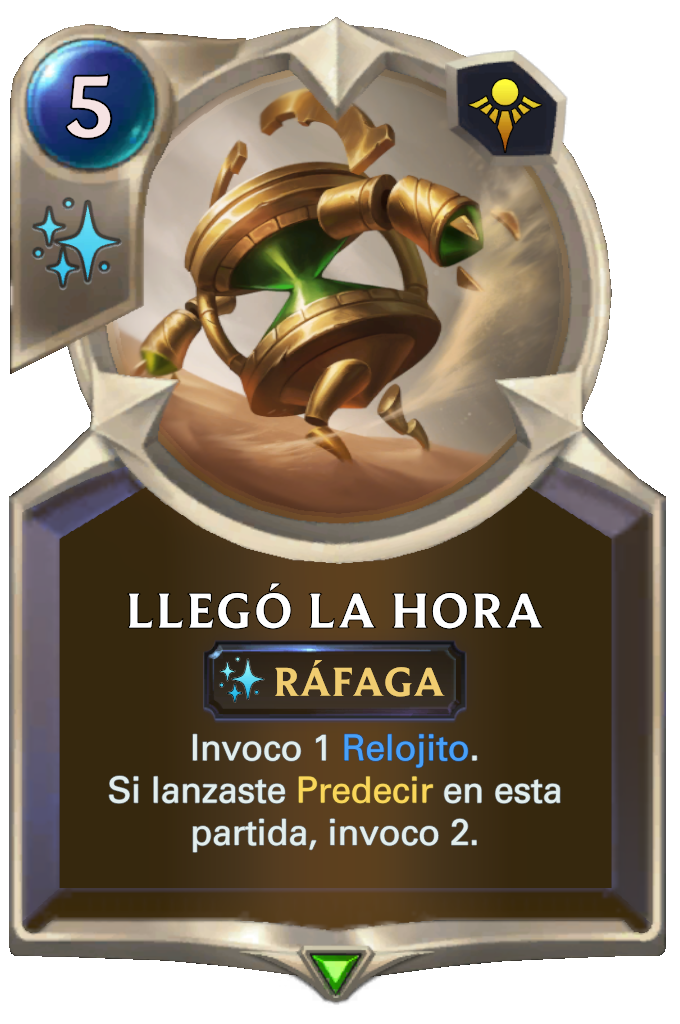 5
LLEGÓ LA HORA
RÁFAGA
Invoco 1 Relojito.
Si lanzaste Predecir en esta
partida, invoco 2.